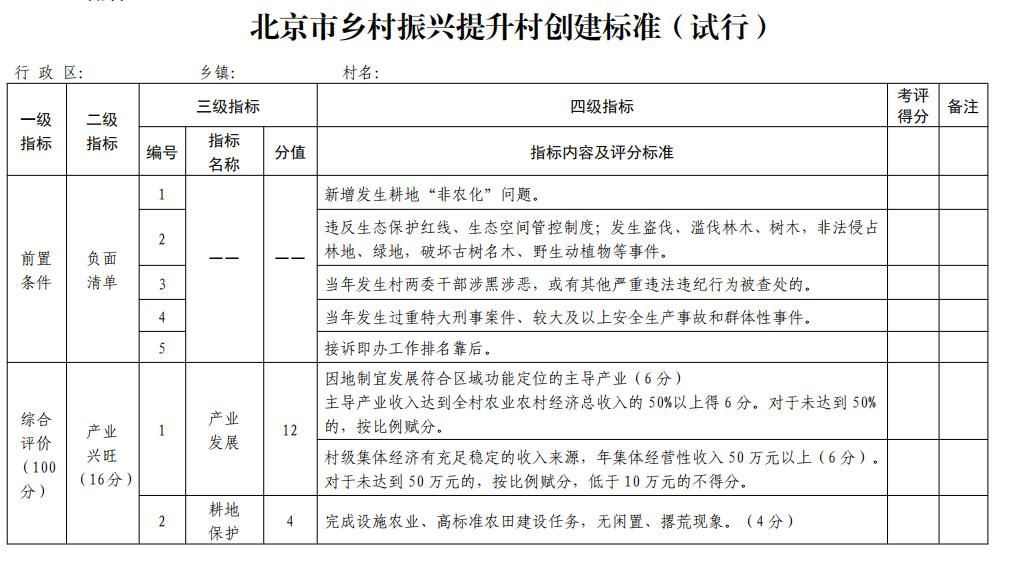 北京市乡村振兴提升村创建标准（试行）
行 政 区： 乡镇： 村名：
一级指标 二级指标 三级指标 四级指标 考评得分 备注
编号 指标名称 分值 指标内容及评分标准
前置条件 负面清单 —— ——
1 新增发生耕地“非农化”问题。
2 违反生态保护红线、生态空间管控制度；发生盗伐、滥伐林木、树木，非法侵占
林地、绿地，破坏古树名木、野生动植物等事件。
3 当年发生村两委干部涉黑涉恶，或有其他严重违法违纪行为被查处的。
4 当年发生过重特大刑事案件、较大及以上安全生产事故和群体性事件。
5 接诉即办工作排名靠后。
综合评价（100分） 产业兴旺（16分）
1 产业发展 12
因地制宜发展符合区域功能定位的主导产业（6分）
主导产业收入达到全村农业农村经济总收入的50%以上得6分。对于未达到50%
的，按比例赋分。
村级集体经济有充足稳定的收入来源，年集体经营性收入50万元以上（6分）。
对于未达到50万元的，按比例赋分，低于10万元的不得分。
2 耕地保护 4 完成设施农业、高标准农田建设任务，无闲置、撂荒现象。（4分）